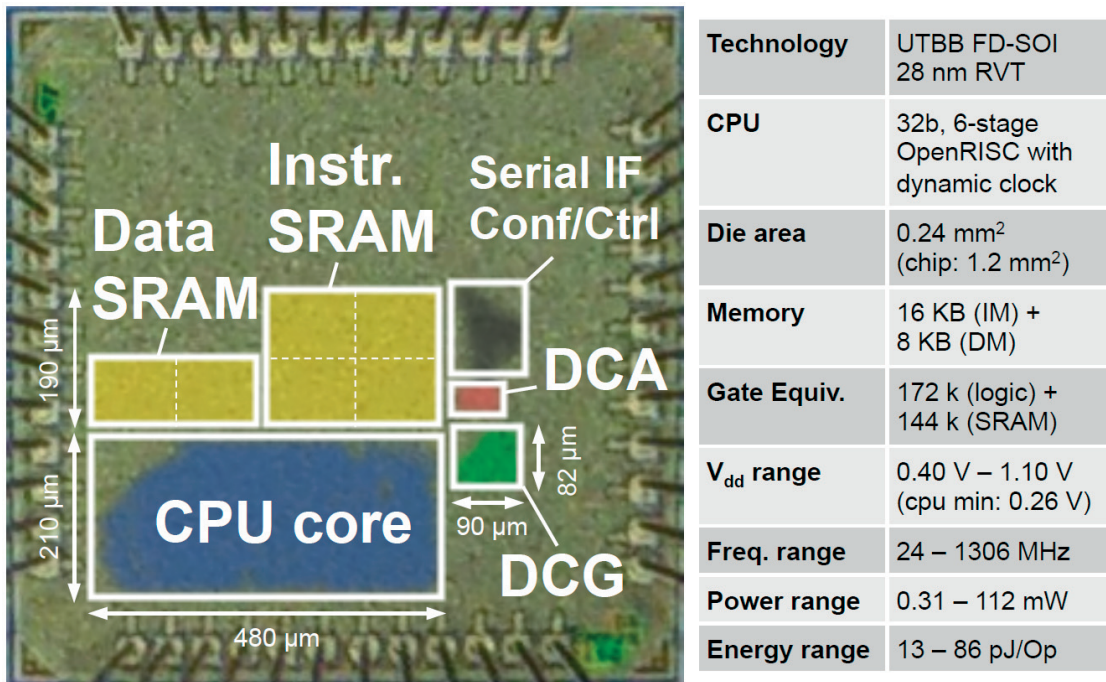 Instr.
SRAM
Serial IF
Conf/Ctrl
Data
SRAM
190 µm
DCA
82 µm
210 µm
CPU core
90 µm
DCG
480 µm
Technology
UTBB FD-SOI
28 nm RVT
CPU
32b, 6-stage
OpenRISC with
dynamic clock
Die area
0.24 mm²
(chip: 1.2 mm²)
Memory
16 KB (IM) +
8 KB (DM)
Gate Equiv.
172 k (logic) +
144 k (SRAM)
Vdd range
0.40 V – 1.10 V
(cpu min: 0.26 V)
Freq. range
24 – 1306 MHz
Power range
0.31 – 112 mW
Energy range
13 – 86 pJ/Op